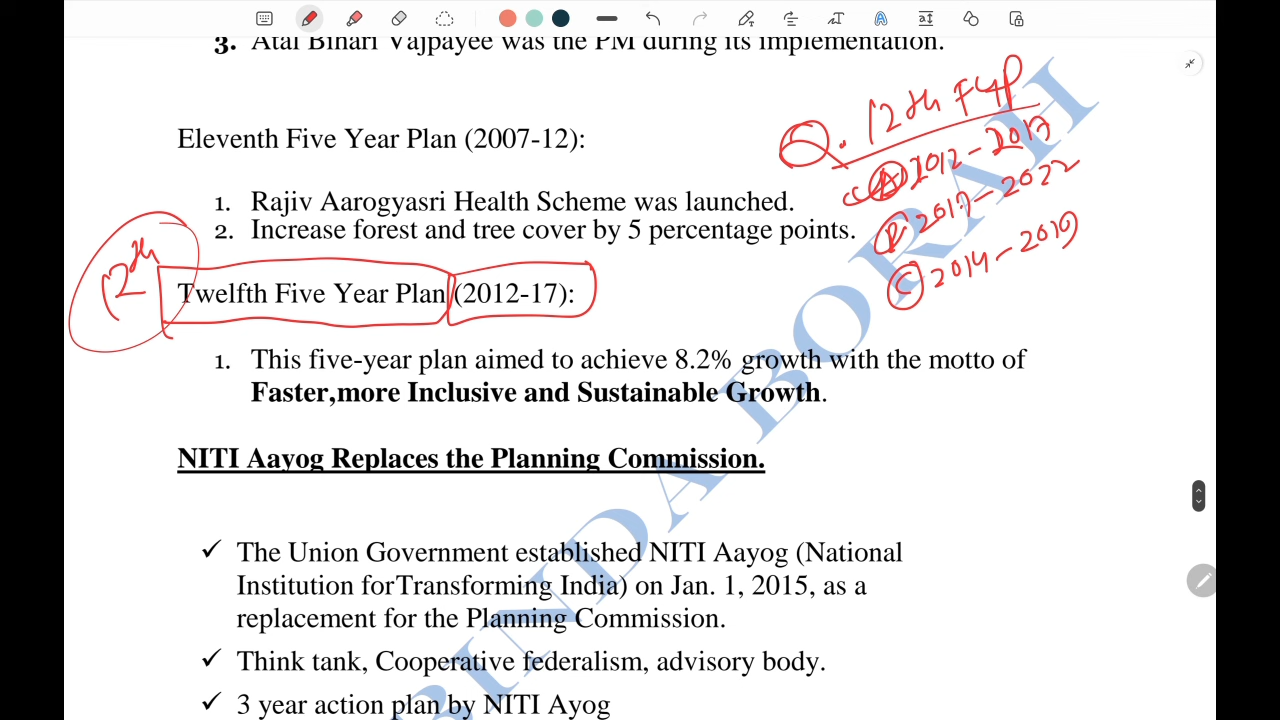 3. Atal Bihari Vajpayee was the PM during its implementation.
Q. 12th FYP
Eleventh Five Year Plan (2007-12):
A 2012-2017
1. Rajiv Aarogyasri Health Scheme was launched.
B 2017-2022
2. Increase forest and tree cover by 5 percentage points.
C 2014-2019
12th
Twelfth Five Year Plan (2012-17):
1. This five-year plan aimed to achieve 8.2% growth with the motto of
Faster,more Inclusive and Sustainable Growth.
NITI Aayog Replaces the Planning Commission.
✓ The Union Government established NITI Aayog (National
Institution forTransforming India) on Jan. 1, 2015, as a
replacement for the Planning Commission.
✓ Think tank, Cooperative federalism, advisory body.
✓ 3 year action plan by NITI Ayog
BINDA BORAH